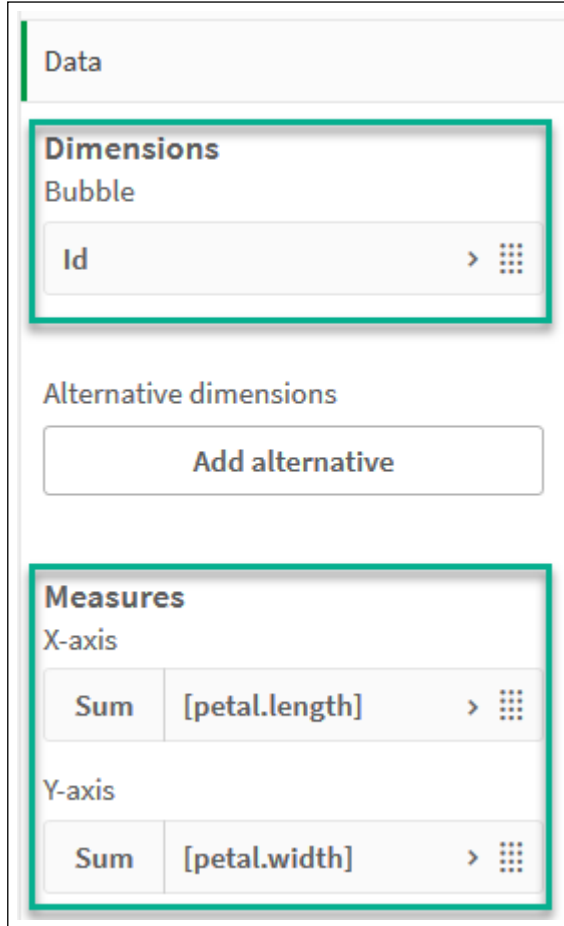 Data
Dimensions
Bubble
Id
Alternative dimensions
Add alternative
Measures
X-axis
Sum [petal.length]
Y-axis
Sum [petal.width]